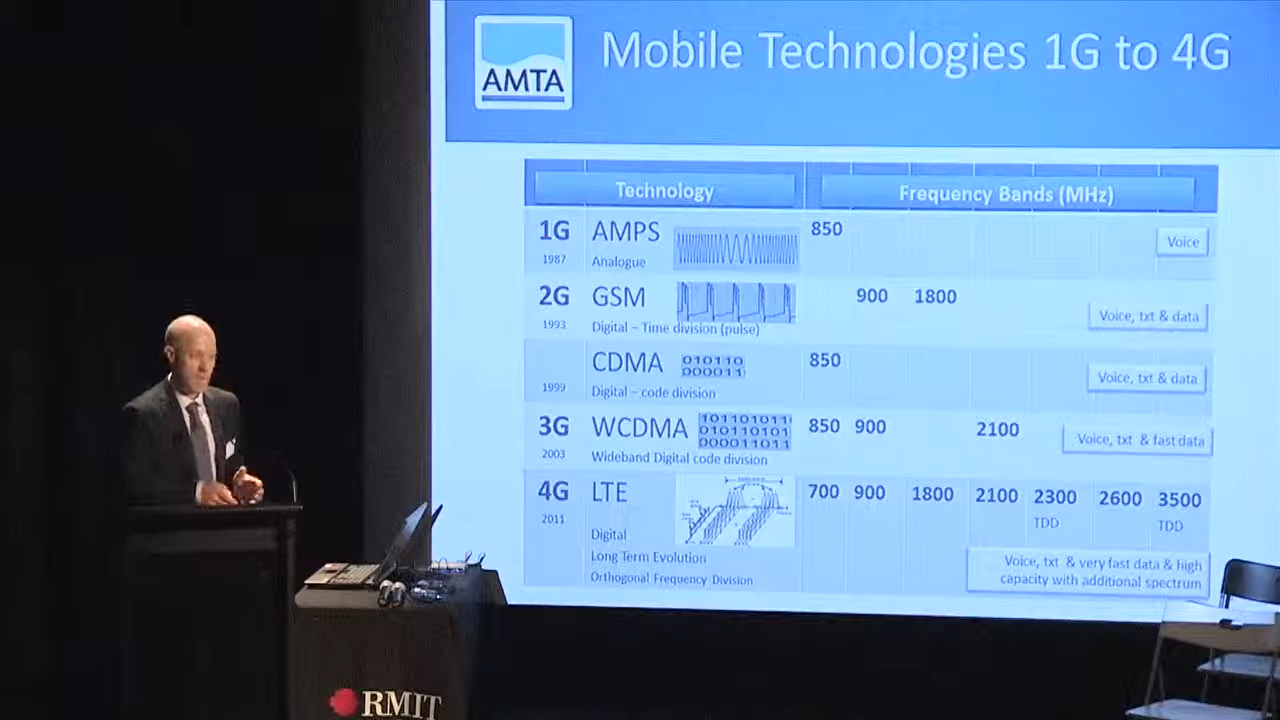 AMTA
Mobile Technologies 1G to 4G
Technology Frequency Bands (MHz)
1G AMPS 850
1987 Analogue Voice
2G GSM 900 1800
1993 Digital – Time division (pulse) Voice, txt & data
CDMA 010110 850
000011
1999 Digital – code division Voice, txt & data
3G WCDMA 101101011 850 900 2100
010110101
000011011
2003 Wideband Digital code division Voice, txt & fast data
4G LTE 700 900 1800 2100 2300 2600 3500
2011 TDD TDD
Digital
Long Term Evolution
Orthogonal Frequency Division
Voice, txt & very fast data & high
capacity with additional spectrum
RMIT